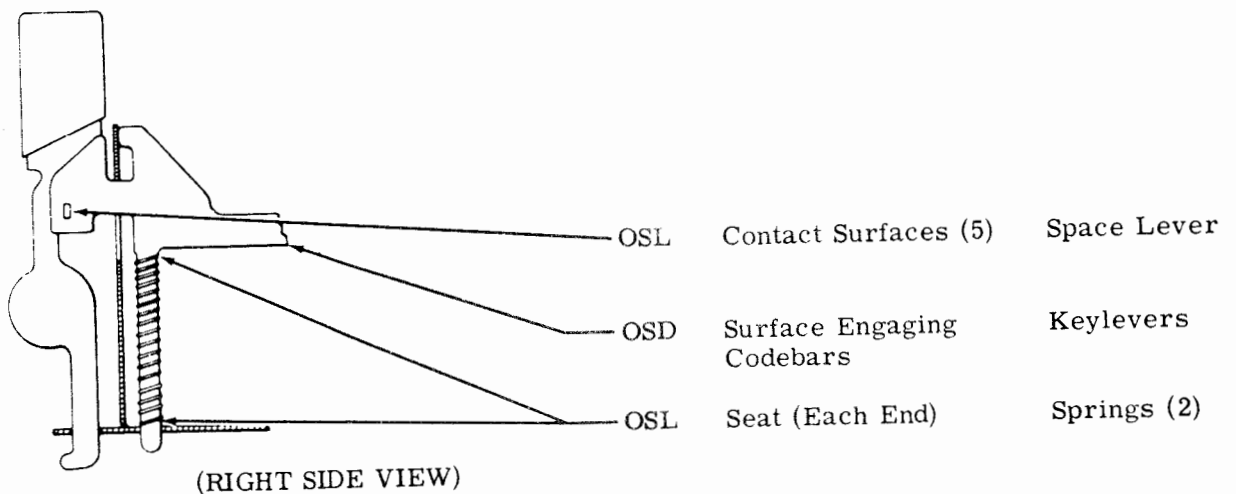 OSL Contact Surfaces (5) Space Lever
OSD Surface Engaging Keylevers
Codebars
OSL Seat (Each End) Springs (2)
(RIGHT SIDE VIEW)